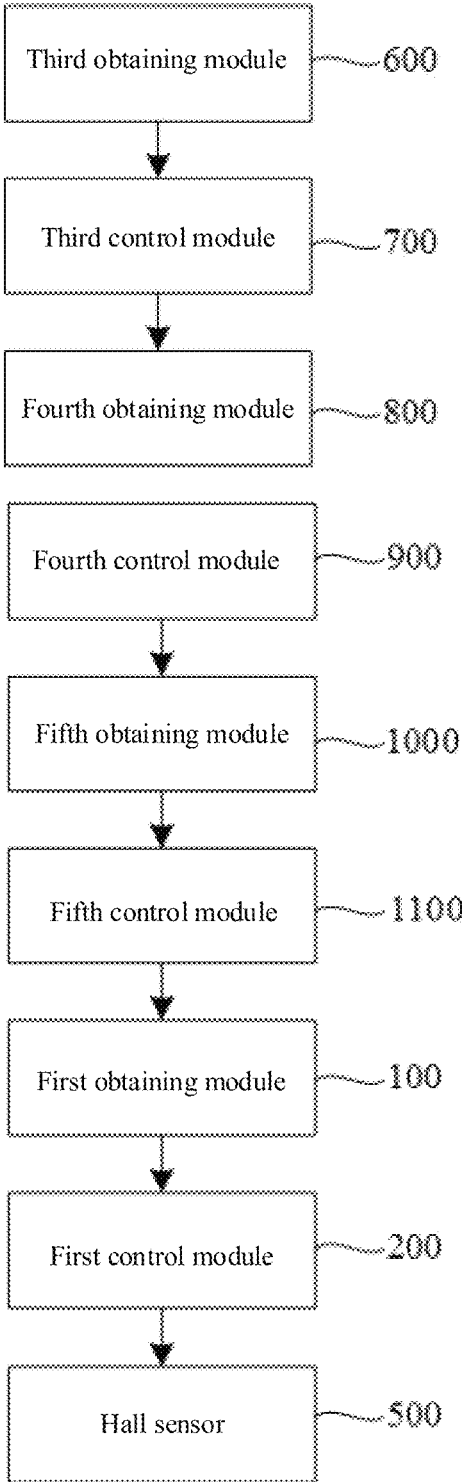 Third obtaining module 600
Third control module 700
Fourth obtaining module 800
Fourth control module 900
Fifth obtaining module 1000
Fifth control module 1100
First obtaining module 100
First control module 200
Hall sensor 500